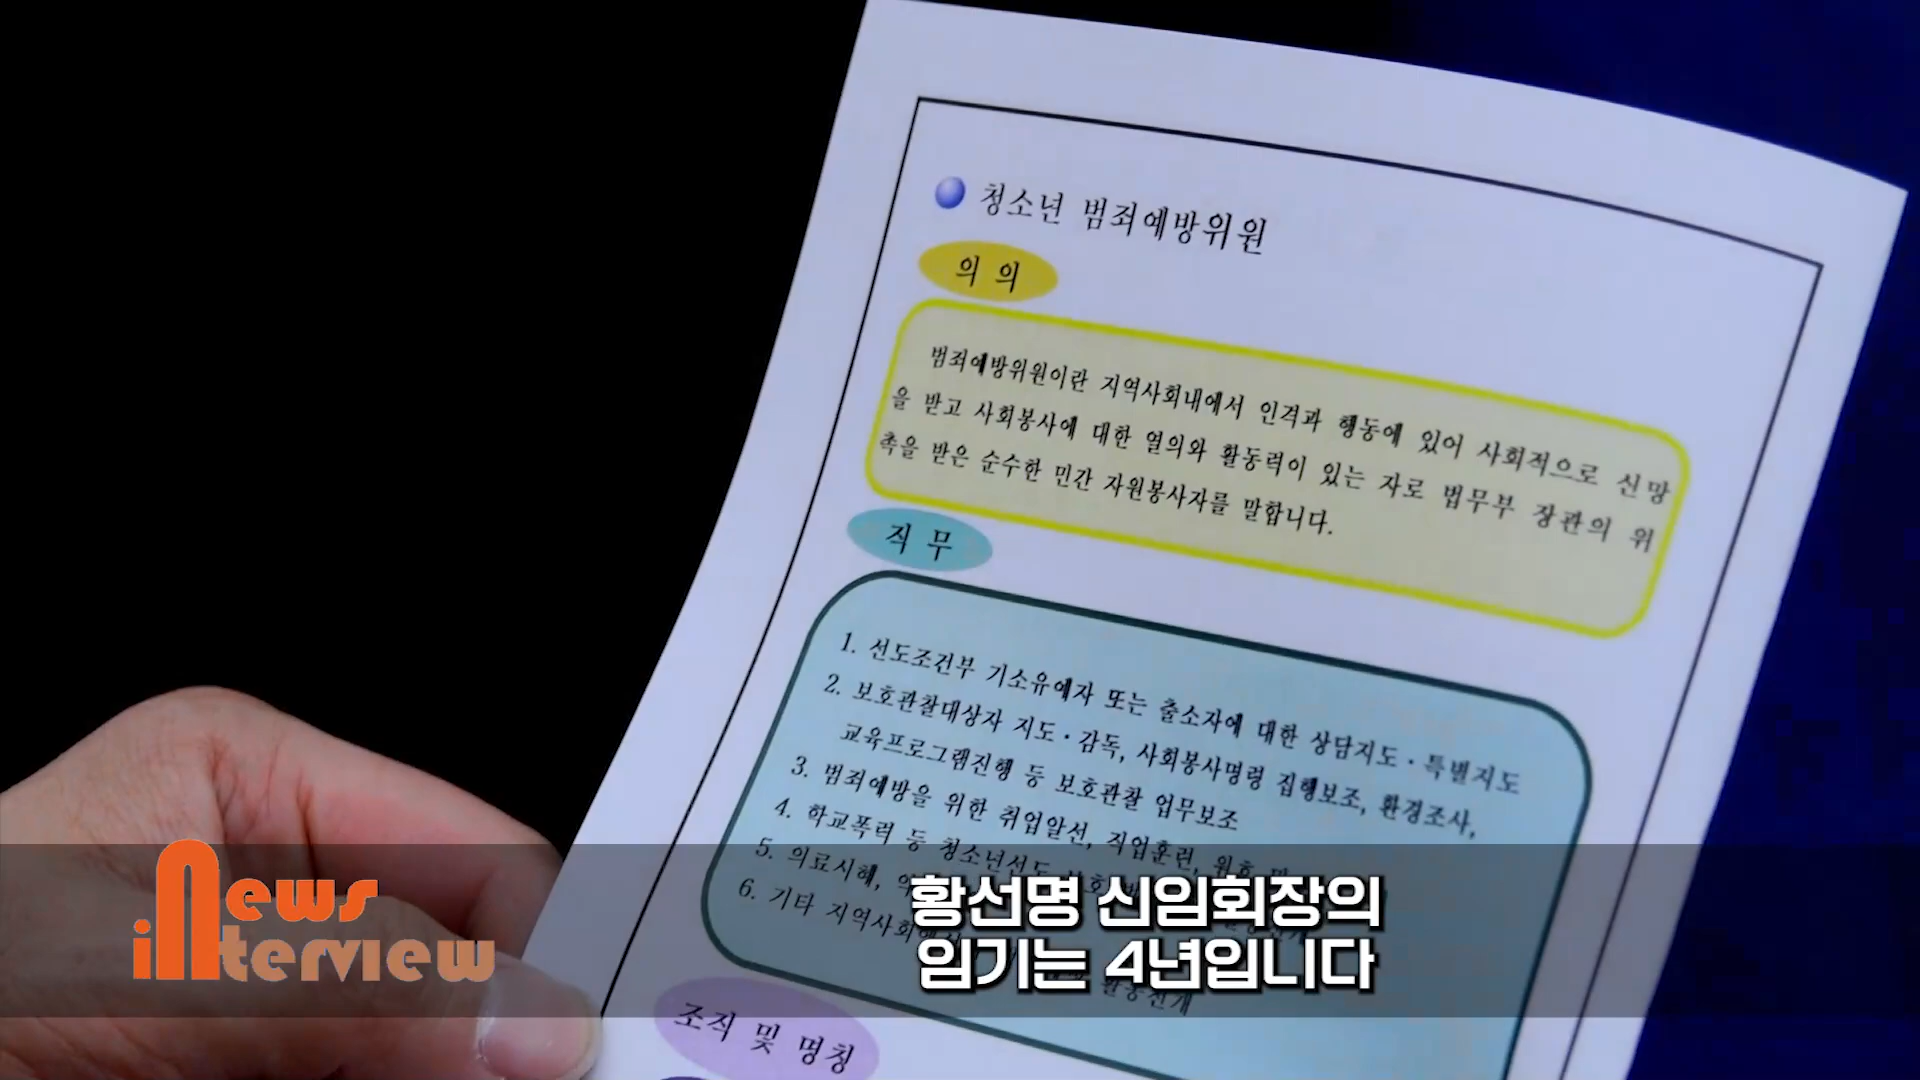 청소년 범죄예방위원
의 의
범죄예방위원이란 지역사회내에서 인격과 행동에 있어 사회적으로 신망
을 받고 사회봉사에 대한 열의와 활동력이 있는 자로 법무부 장관의 위
촉을 받은 순수한 민간 자원봉사자를 말합니다.
직 무
1. 선도조건부 기소유예자 또는 출소자에 대한 상담지도·특별지도
2. 보호관찰대상자 지도·감독, 사회봉사명령 집행보조, 환경조사,
교육프로그램진행 등 보호관찰 업무보조
3. 범죄예방을 위한 취업알선, 직업훈련, 원호
4. 학교폭력 등 청소년선도
5. 의료시혜,
6. 기타 지역사회
활동전개
조직 및 명칭
News
iNterview
황선명 신임회장의
임기는 4년입니다